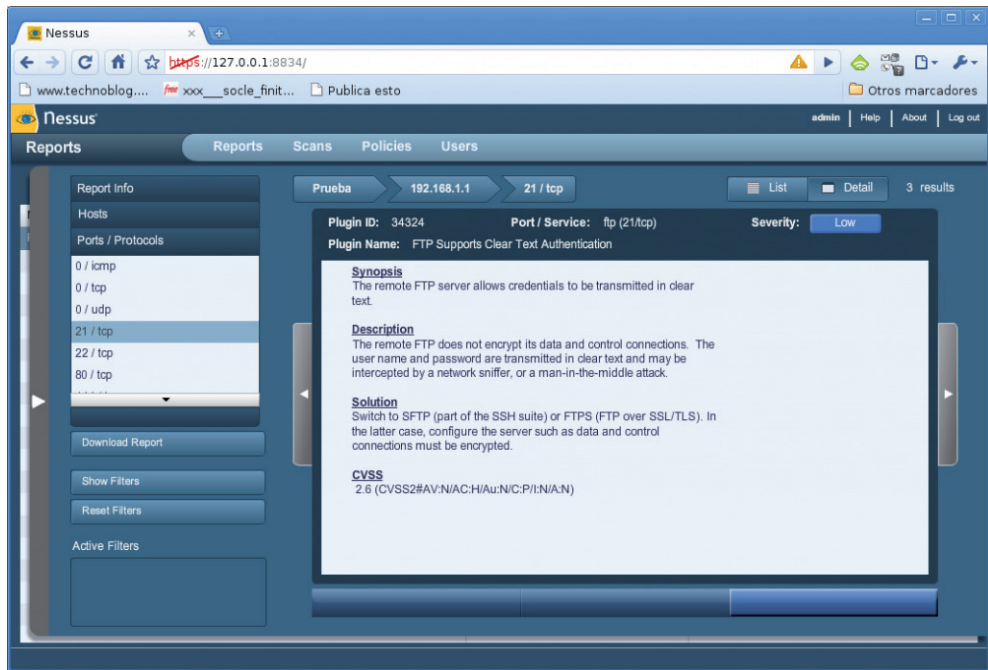 Nessus
https://127.0.0.1:8834/
www.technoblog....
free
xxx___socle_finit...
Publica esto
Otros marcadores
Nessus
admin
Help
About
Log out
Reports
Reports
Scans
Policies
Users
Report Info
Hosts
Ports / Protocols
0 / icmp
0 / tcp
0 / udp
21 / tcp
22 / tcp
80 / tcp
Download Report
Show Filters
Reset Filters
Active Filters
Prueba
192.168.1.1
21 / tcp
List
Detail
3 results
Plugin ID: 34324
Port / Service: ftp (21/tcp)
Severity: Low
Plugin Name: FTP Supports Clear Text Authentication
Synopsis
The remote FTP server allows credentials to be transmitted in clear
text.
Description
The remote FTP does not encrypt its data and control connections. The
user name and password are transmitted in clear text and may be
intercepted by a network sniffer, or a man-in-the-middle attack.
Solution
Switch to SFTP (part of the SSH suite) or FTPS (FTP over SSL/TLS). In
the latter case, configure the server such as data and control
connections must be encrypted.
CVSS
2.6 (CVSS2#AV:N/AC:H/Au:N/C:P/I:N/A:N)